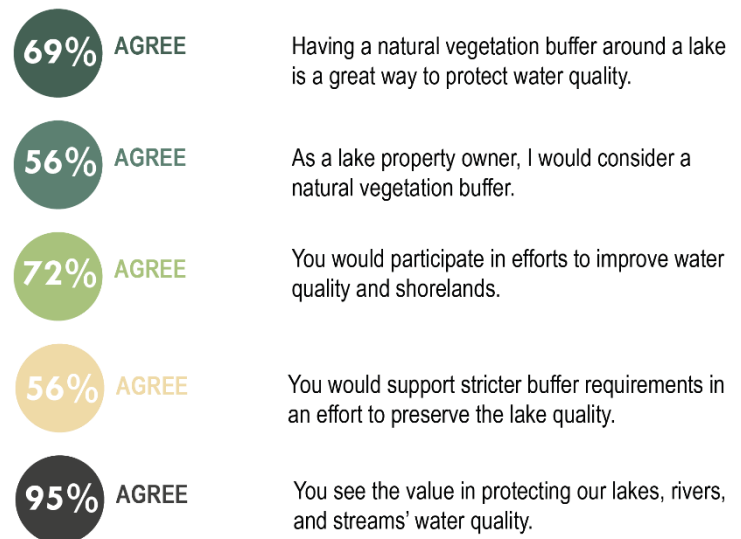 69% AGREE
Having a natural vegetation buffer around a lake
is a great way to protect water quality.
56% AGREE
As a lake property owner, I would consider a
natural vegetation buffer.
72% AGREE
You would participate in efforts to improve water
quality and shorelands.
56% AGREE
You would support stricter buffer requirements in
an effort to preserve the lake quality.
95% AGREE
You see the value in protecting our lakes, rivers,
and streams’ water quality.